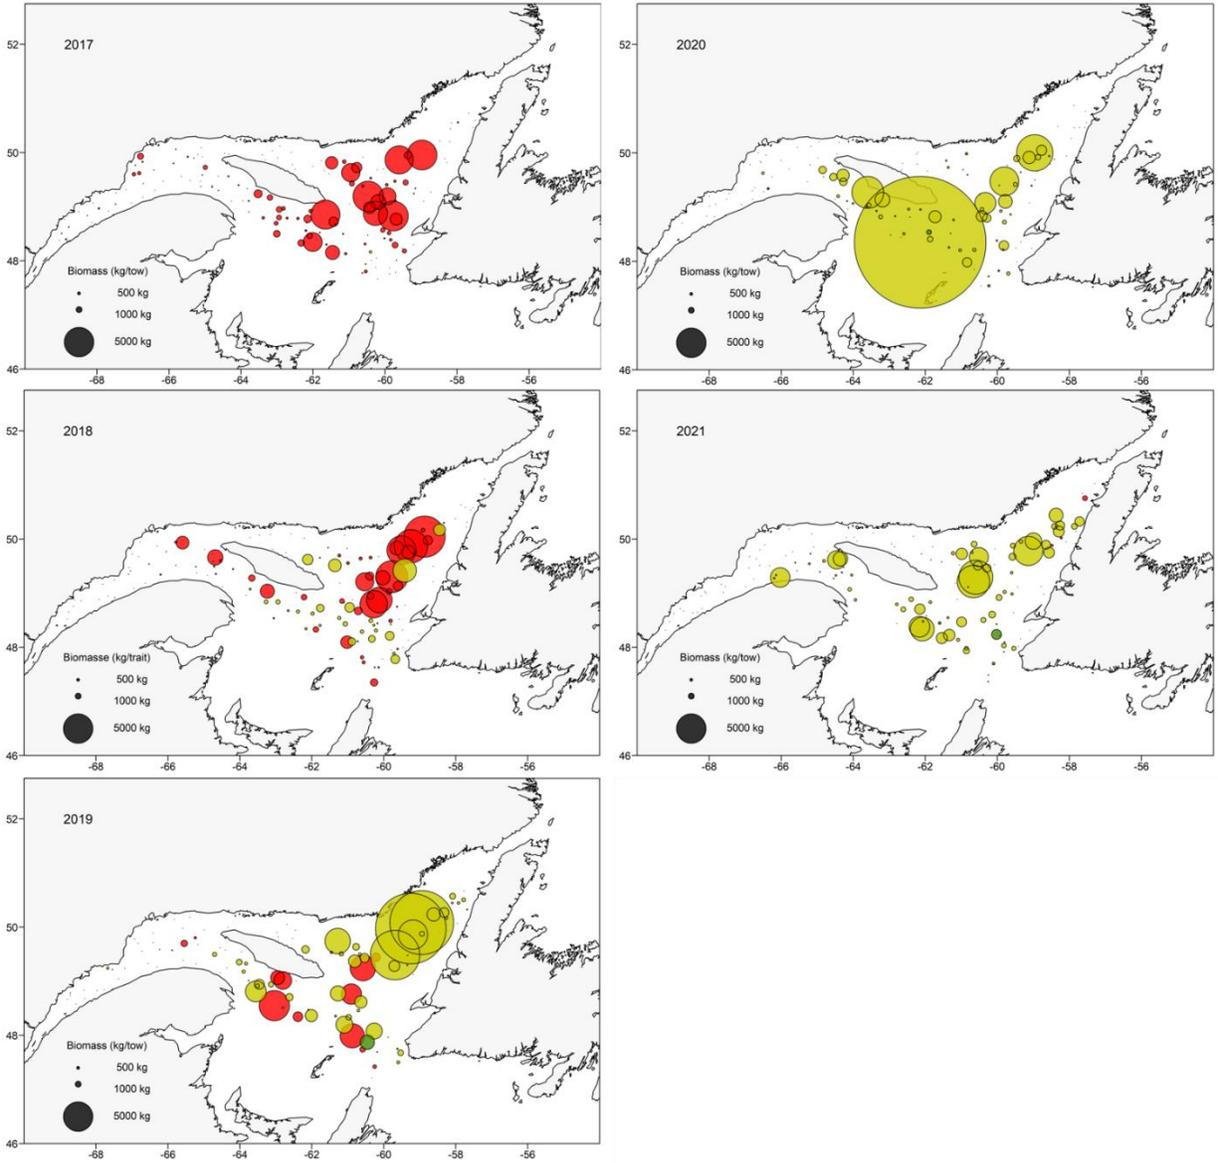 2017
52
50
48
46
Biomass (kg/tow)
500 kg
1000 kg
5000 kg
-68 -66 -64 -62 -60 -58 -56
2020
52
50
48
46
Biomass (kg/tow)
500 kg
1000 kg
5000 kg
-68 -66 -64 -62 -60 -58 -56
2018
52
50
48
46
Biomasse (kg/trait)
500 kg
1000 kg
5000 kg
-68 -66 -64 -62 -60 -58 -56
2021
52
50
48
46
Biomass (kg/tow)
500 kg
1000 kg
5000 kg
-68 -66 -64 -62 -60 -58 -56
2019
52
50
48
46
Biomass (kg/tow)
500 kg
1000 kg
5000 kg
-68 -66 -64 -62 -60 -58 -56